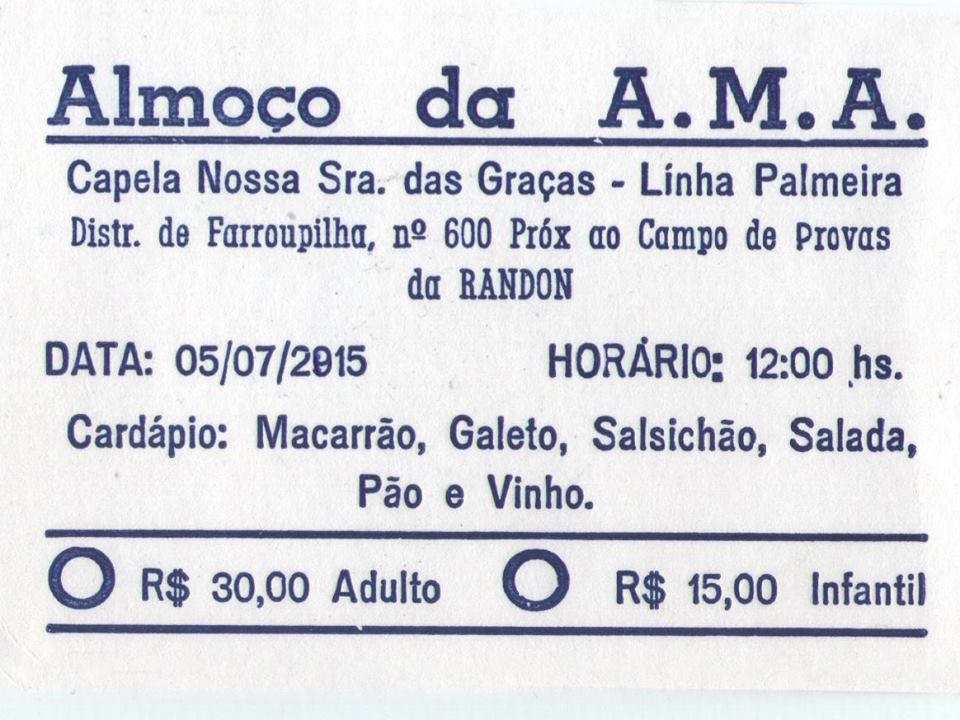 Almoço da A.M.A.
Capela Nossa Sra. das Graças - Linha Palmeira
Distr. de Farroupilha, nº 600 Próx ao Campo de Provas
da RANDON
DATA: 05/07/2015 HORÁRIO: 12:00 hs.
Cardápio: Macarrão, Galeto, Salsichão, Salada,
Pão e Vinho.
R$ 30,00 Adulto R$ 15,00 Infantil